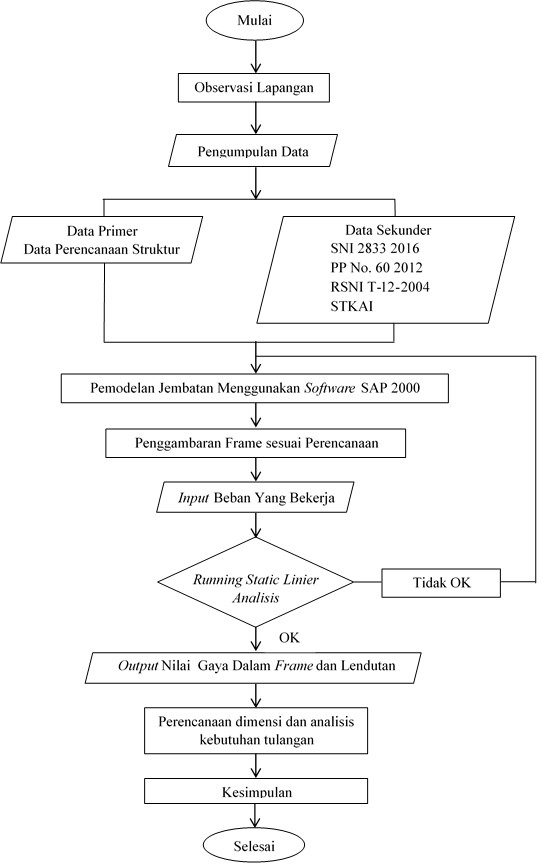 Mulai
Observasi Lapangan
Pengumpulan Data
Data Primer
Data Perencanaan Struktur
Data Sekunder
SNI 2833 2016
PP No. 60 2012
RSNI T-12-2004
STKAI
Pemodelan Jembatan Menggunakan Software SAP 2000
Penggambaran Frame sesuai Perencanaan
Input Beban Yang Bekerja
Running Static Linier
Analisis
Tidak OK
OK
Output Nilai Gaya Dalam Frame dan Lendutan
Perencanaan dimensi dan analisis
kebutuhan tulangan
Kesimpulan
Selesai